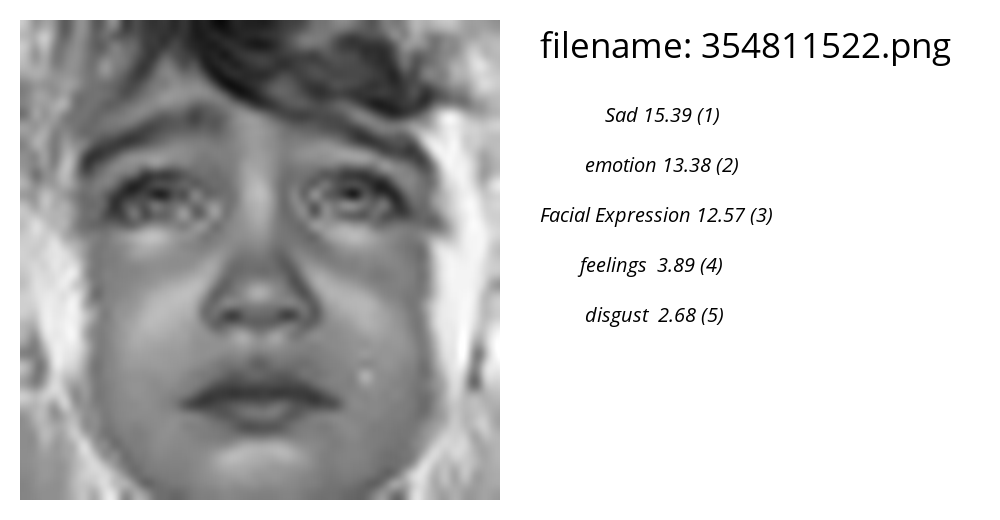 filename: 354811522.png
Sad 15.39 (1)
emotion 13.38 (2)
Facial Expression 12.57 (3)
feelings  3.89 (4)
disgust  2.68 (5)